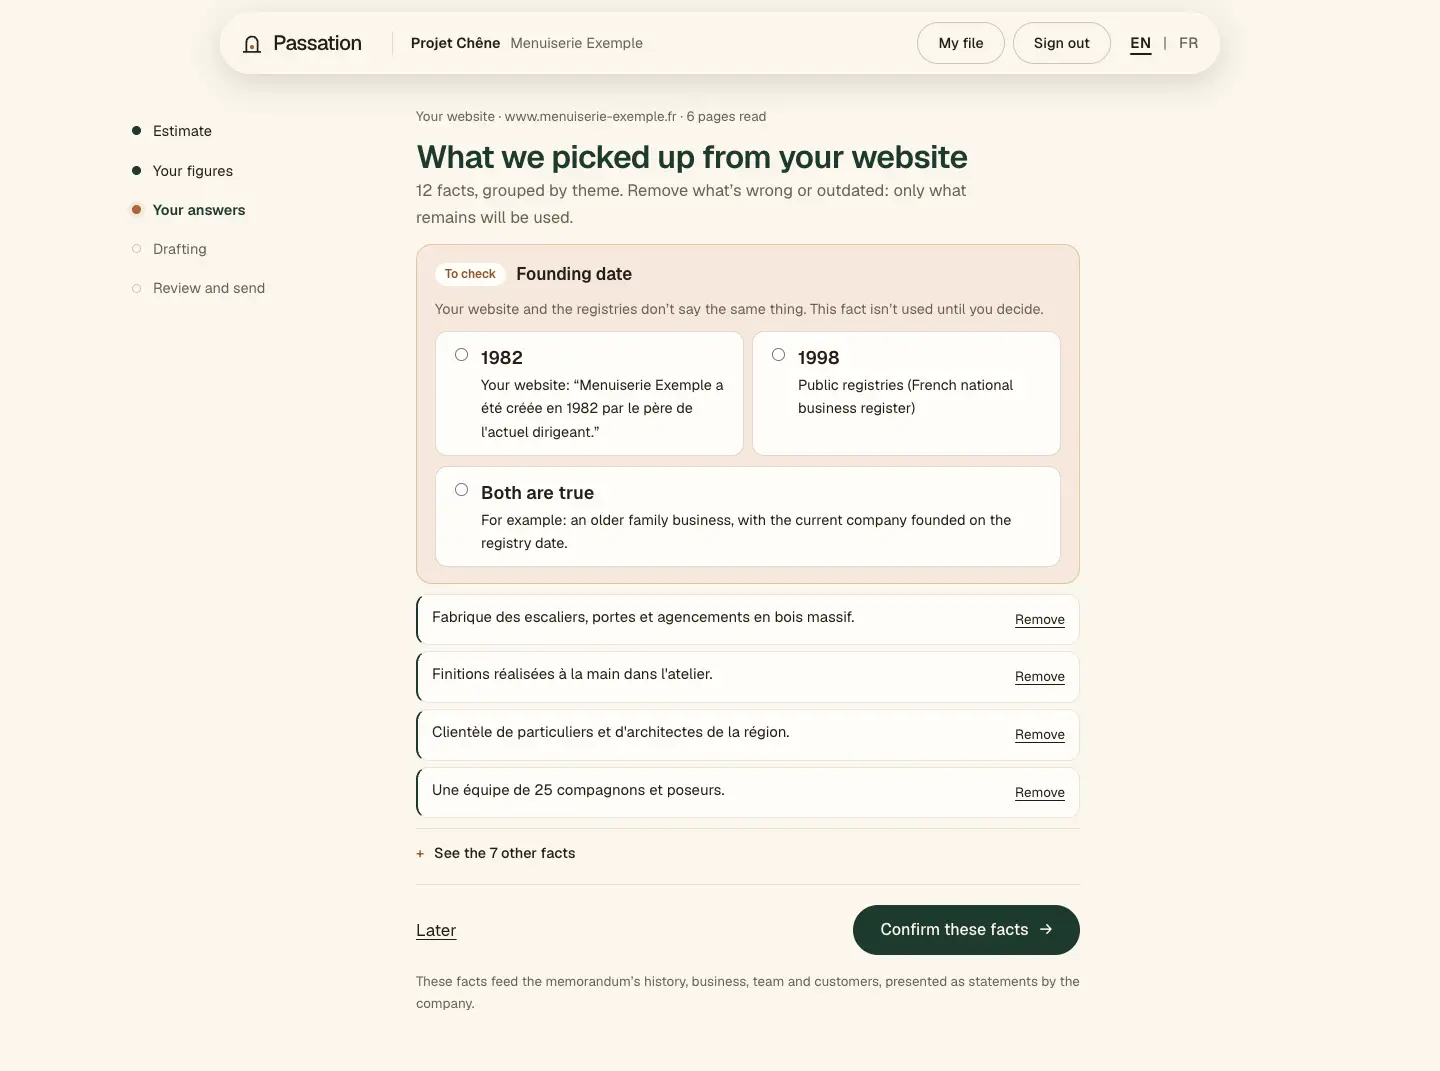 Passation
Projet Chêne Menuiserie Exemple
My file
Sign out
EN | FR
Estimate
Your figures
Your answers
Drafting
Review and send
Your website · www.menuiserie-exemple.fr · 6 pages read
What we picked up from your website
12 facts, grouped by theme. Remove what’s wrong or outdated: only what
remains will be used.
To check Founding date
Your website and the registries don’t say the same thing. This fact isn’t used until you decide.
1982
Your website: “Menuiserie Exemple a
été créée en 1982 par le père de
l'actuel dirigeant.”
1998
Public registries (French national
business register)
Both are true
For example: an older family business, with the current company founded on the
registry date.
Fabrique des escaliers, portes et agencements en bois massif. Remove
Finitions réalisées à la main dans l'atelier. Remove
Clientèle de particuliers et d'architectes de la région. Remove
Une équipe de 25 compagnons et poseurs. Remove
+ See the 7 other facts
Later
Confirm these facts →
These facts feed the memorandum’s history, business, team and customers, presented as statements by the
company.